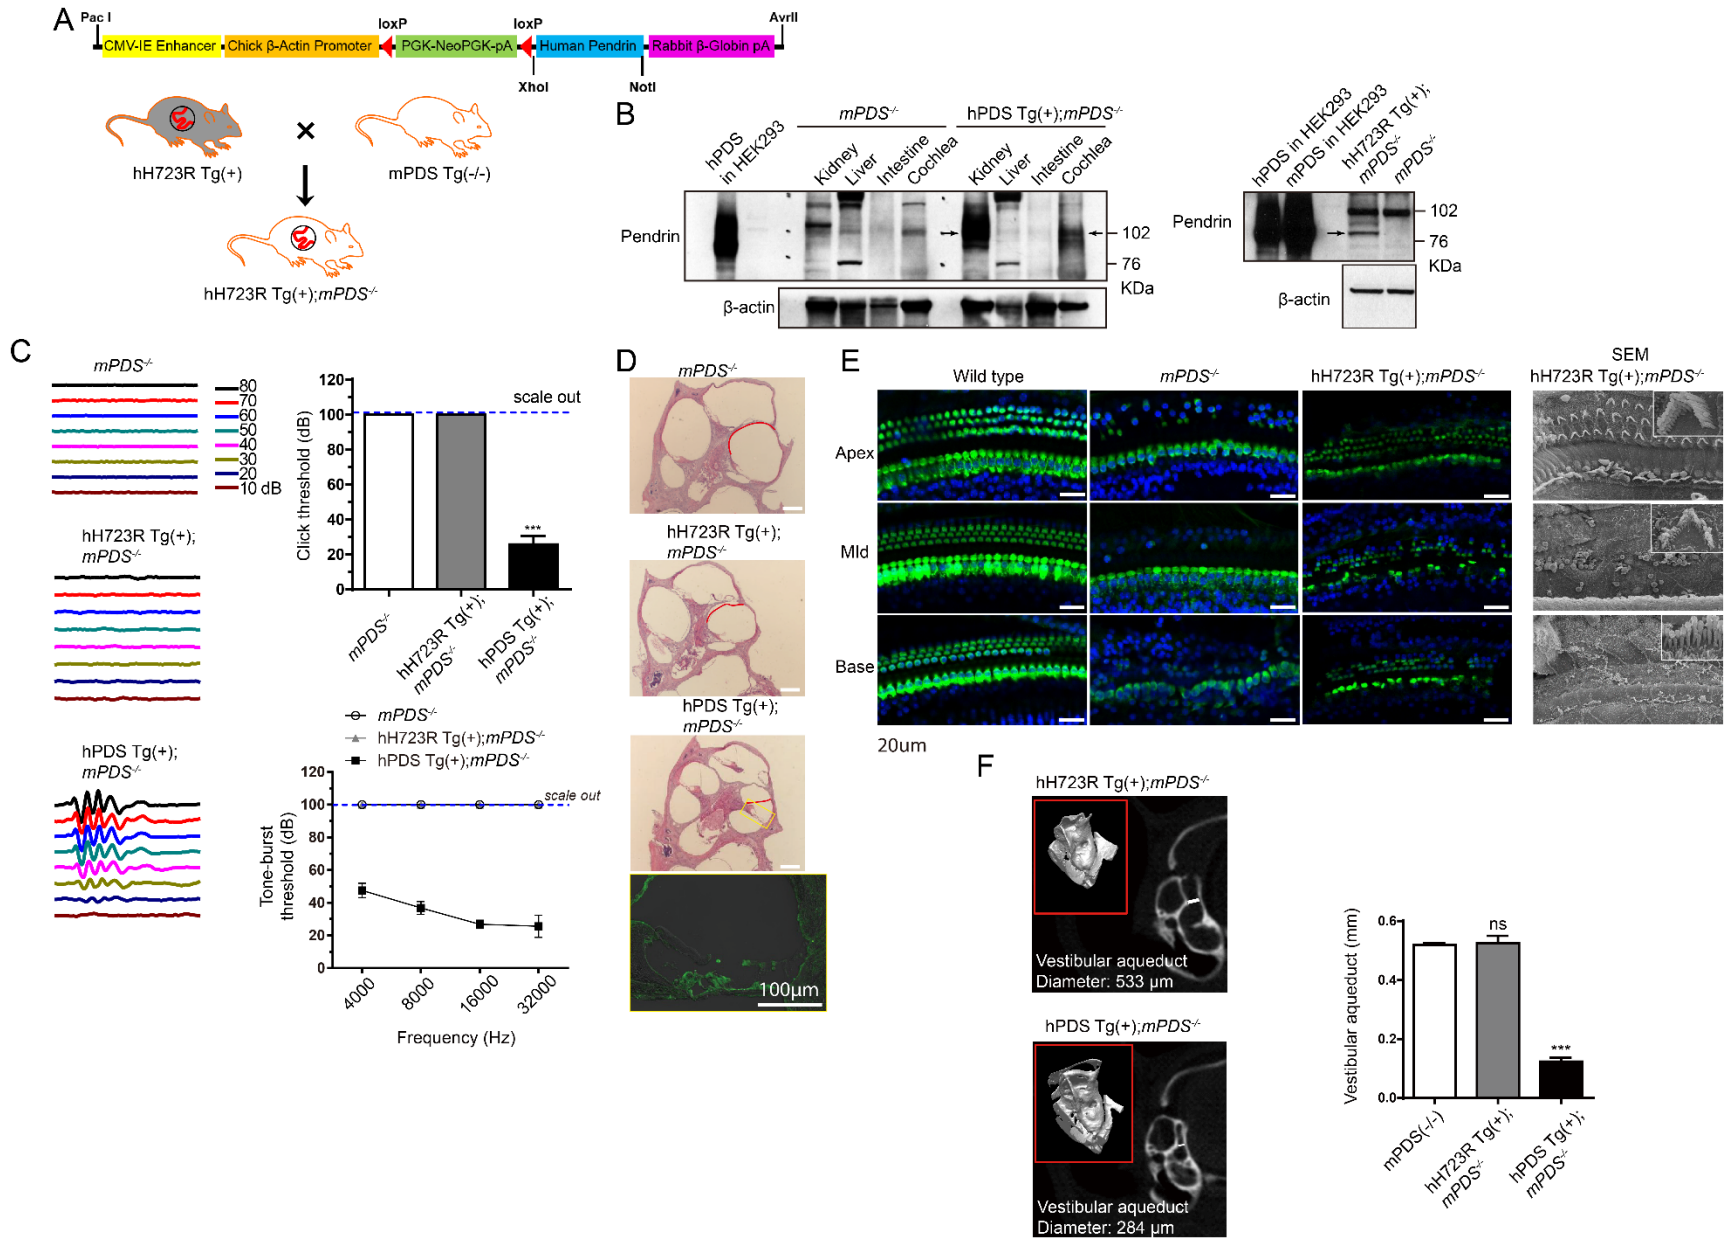 A
Pac I
loxP
loxP
AvrII
CMV-IE Enhancer
Chick β-Actin Promoter
PGK-NeoPGK-pA
Human Pendrin
Rabbit β-Globin pA
XhoI
NotI
×
hH723R Tg(+)
mPDS Tg(-/-)
hH723R Tg(+);mPDS-/-
B
hPDS
in HEK293
mPDS-/-
hPDS Tg(+);mPDS-/-
Kidney
Liver
Intestine
Cochlea
Kidney
Liver
Intestine
Cochlea
Pendrin
102
76
KDa
β-actin
hPDS in HEK293
mPDS in HEK293
hH723R Tg(+);
mPDS-/-
mPDS-/-
Pendrin
102
76
KDa
β-actin
C
mPDS-/-
80
70
60
50
40
30
20
10 dB
hH723R Tg(+);
mPDS-/-
hPDS Tg(+);
mPDS-/-
Click threshold (dB)
120
100
80
60
40
20
0
scale out
***
mPDS-/-
hH723R Tg(+);
mPDS-/-
hPDS Tg(+);
mPDS-/-
mPDS-/-
hH723R Tg(+);mPDS-/-
hPDS Tg(+);mPDS-/-
Tone-burst
threshold (dB)
120
100
80
60
40
20
0
scale out
4000
8000
16000
32000
Frequency (Hz)
D
mPDS-/-
hH723R Tg(+);
mPDS-/-
hPDS Tg(+);
mPDS-/-
100µm
E
Wild type
mPDS-/-
hH723R Tg(+);mPDS-/-
SEM
hH723R Tg(+);mPDS-/-
Apex
MId
Base
20um
F
hH723R Tg(+);mPDS-/-
Vestibular aqueduct
Diameter: 533 µm
hPDS Tg(+);mPDS-/-
Vestibular aqueduct
Diameter: 284 µm
Vestibular aqueduct (mm)
0.6
0.4
0.2
0.0
ns
***
mPDS(-/-)
hH723R Tg(+);
mPDS-/-
hPDS Tg(+);
mPDS-/-